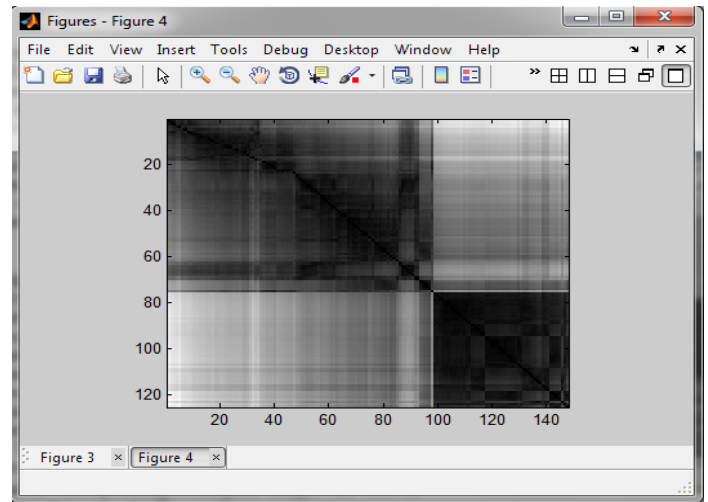 Figures - Figure 4
File Edit View Insert Tools Debug Desktop Window Help
20
40
60
80
100
120
20 40 60 80 100 120 140
Figure 3 Figure 4